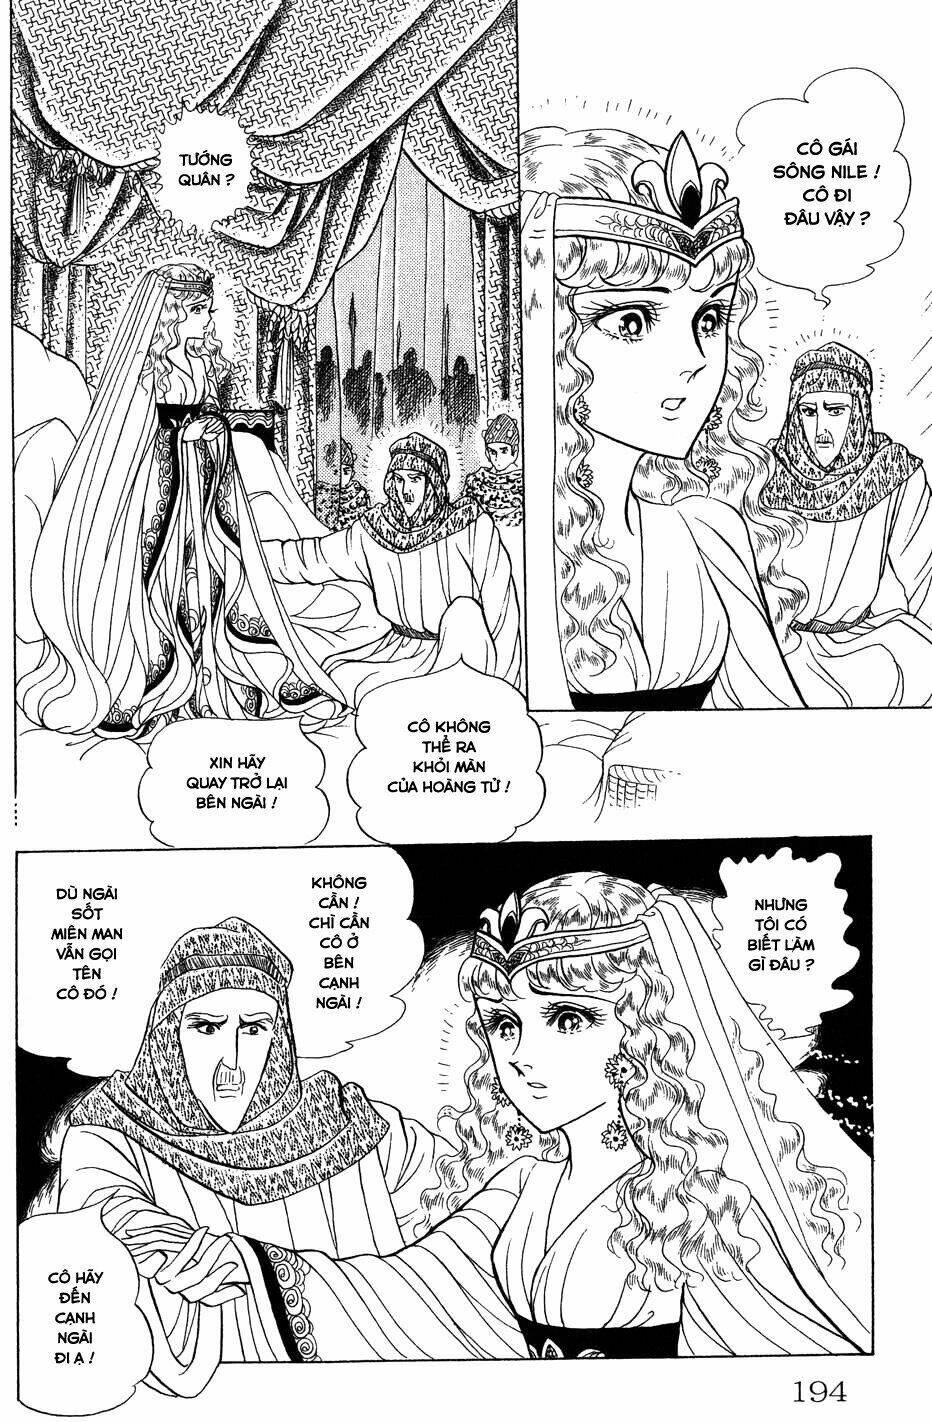 CÔ GÁI
SÔNG NILE !
CÔ ĐI
ĐÂU VẬY ?
TƯỚNG
QUÂN ?
CÔ KHÔNG
THỂ RA
KHỎI MÀN
CỦA HOÀNG TỬ !
XIN HÃY
QUAY TRỞ LẠI
BÊN NGÀI !
NHƯNG
TÔI CÓ
BIẾT LÀM
GÌ ĐÂU ?
KHÔNG
CẦN !
CHỈ CẦN
CÔ Ở
BÊN
CẠNH
NGÀI !
DÙ NGÀI
SỐT
MIÊN MAN
VẪN GỌI
TÊN
CÔ ĐÓ !
CÔ HÃY
ĐẾN
CẠNH
NGÀI
ĐI Ạ !
194